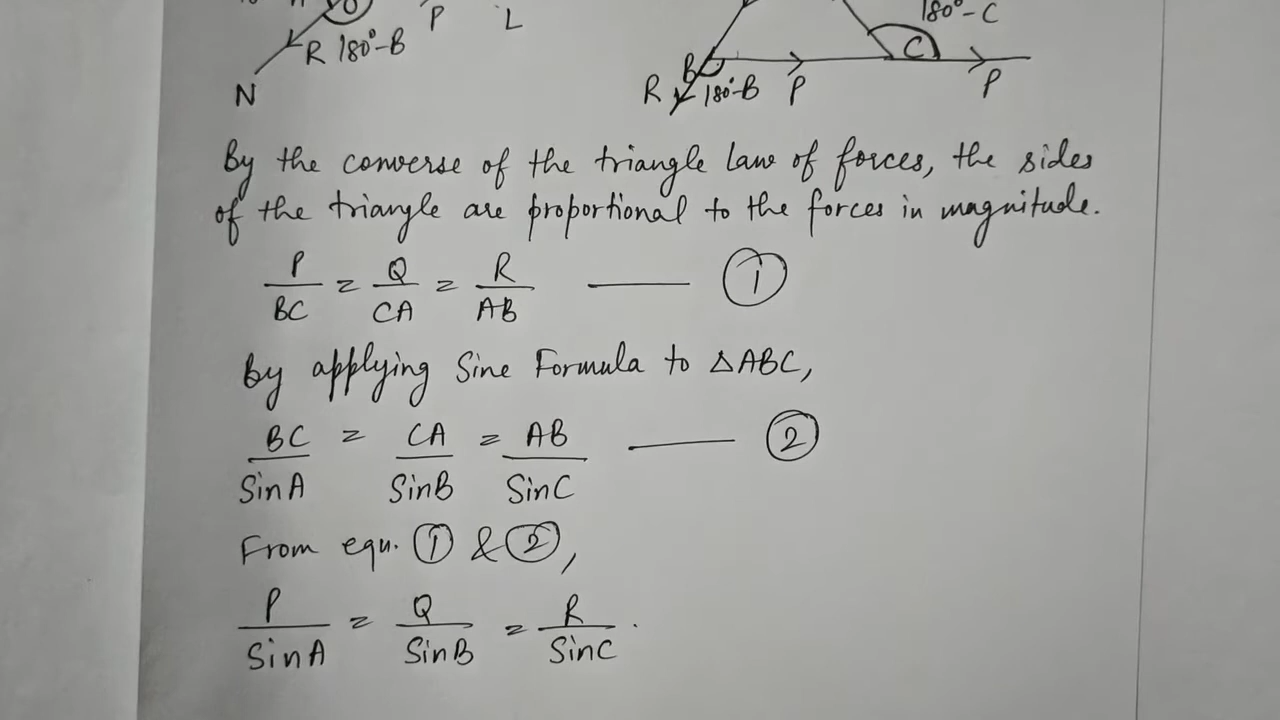 P L
R 180°-B
N
180°-C
B C
R 180°-B P P
By the converse of the triangle law of forces, the sides
of the triangle are proportional to the forces in magnitude.
P/BC = Q/CA = R/AB —— ①
By applying Sine Formula to △ABC,
BC/SinA = CA/SinB = AB/SinC —— ②
From equ. ① & ②,
P/SinA = Q/SinB = R/SinC.